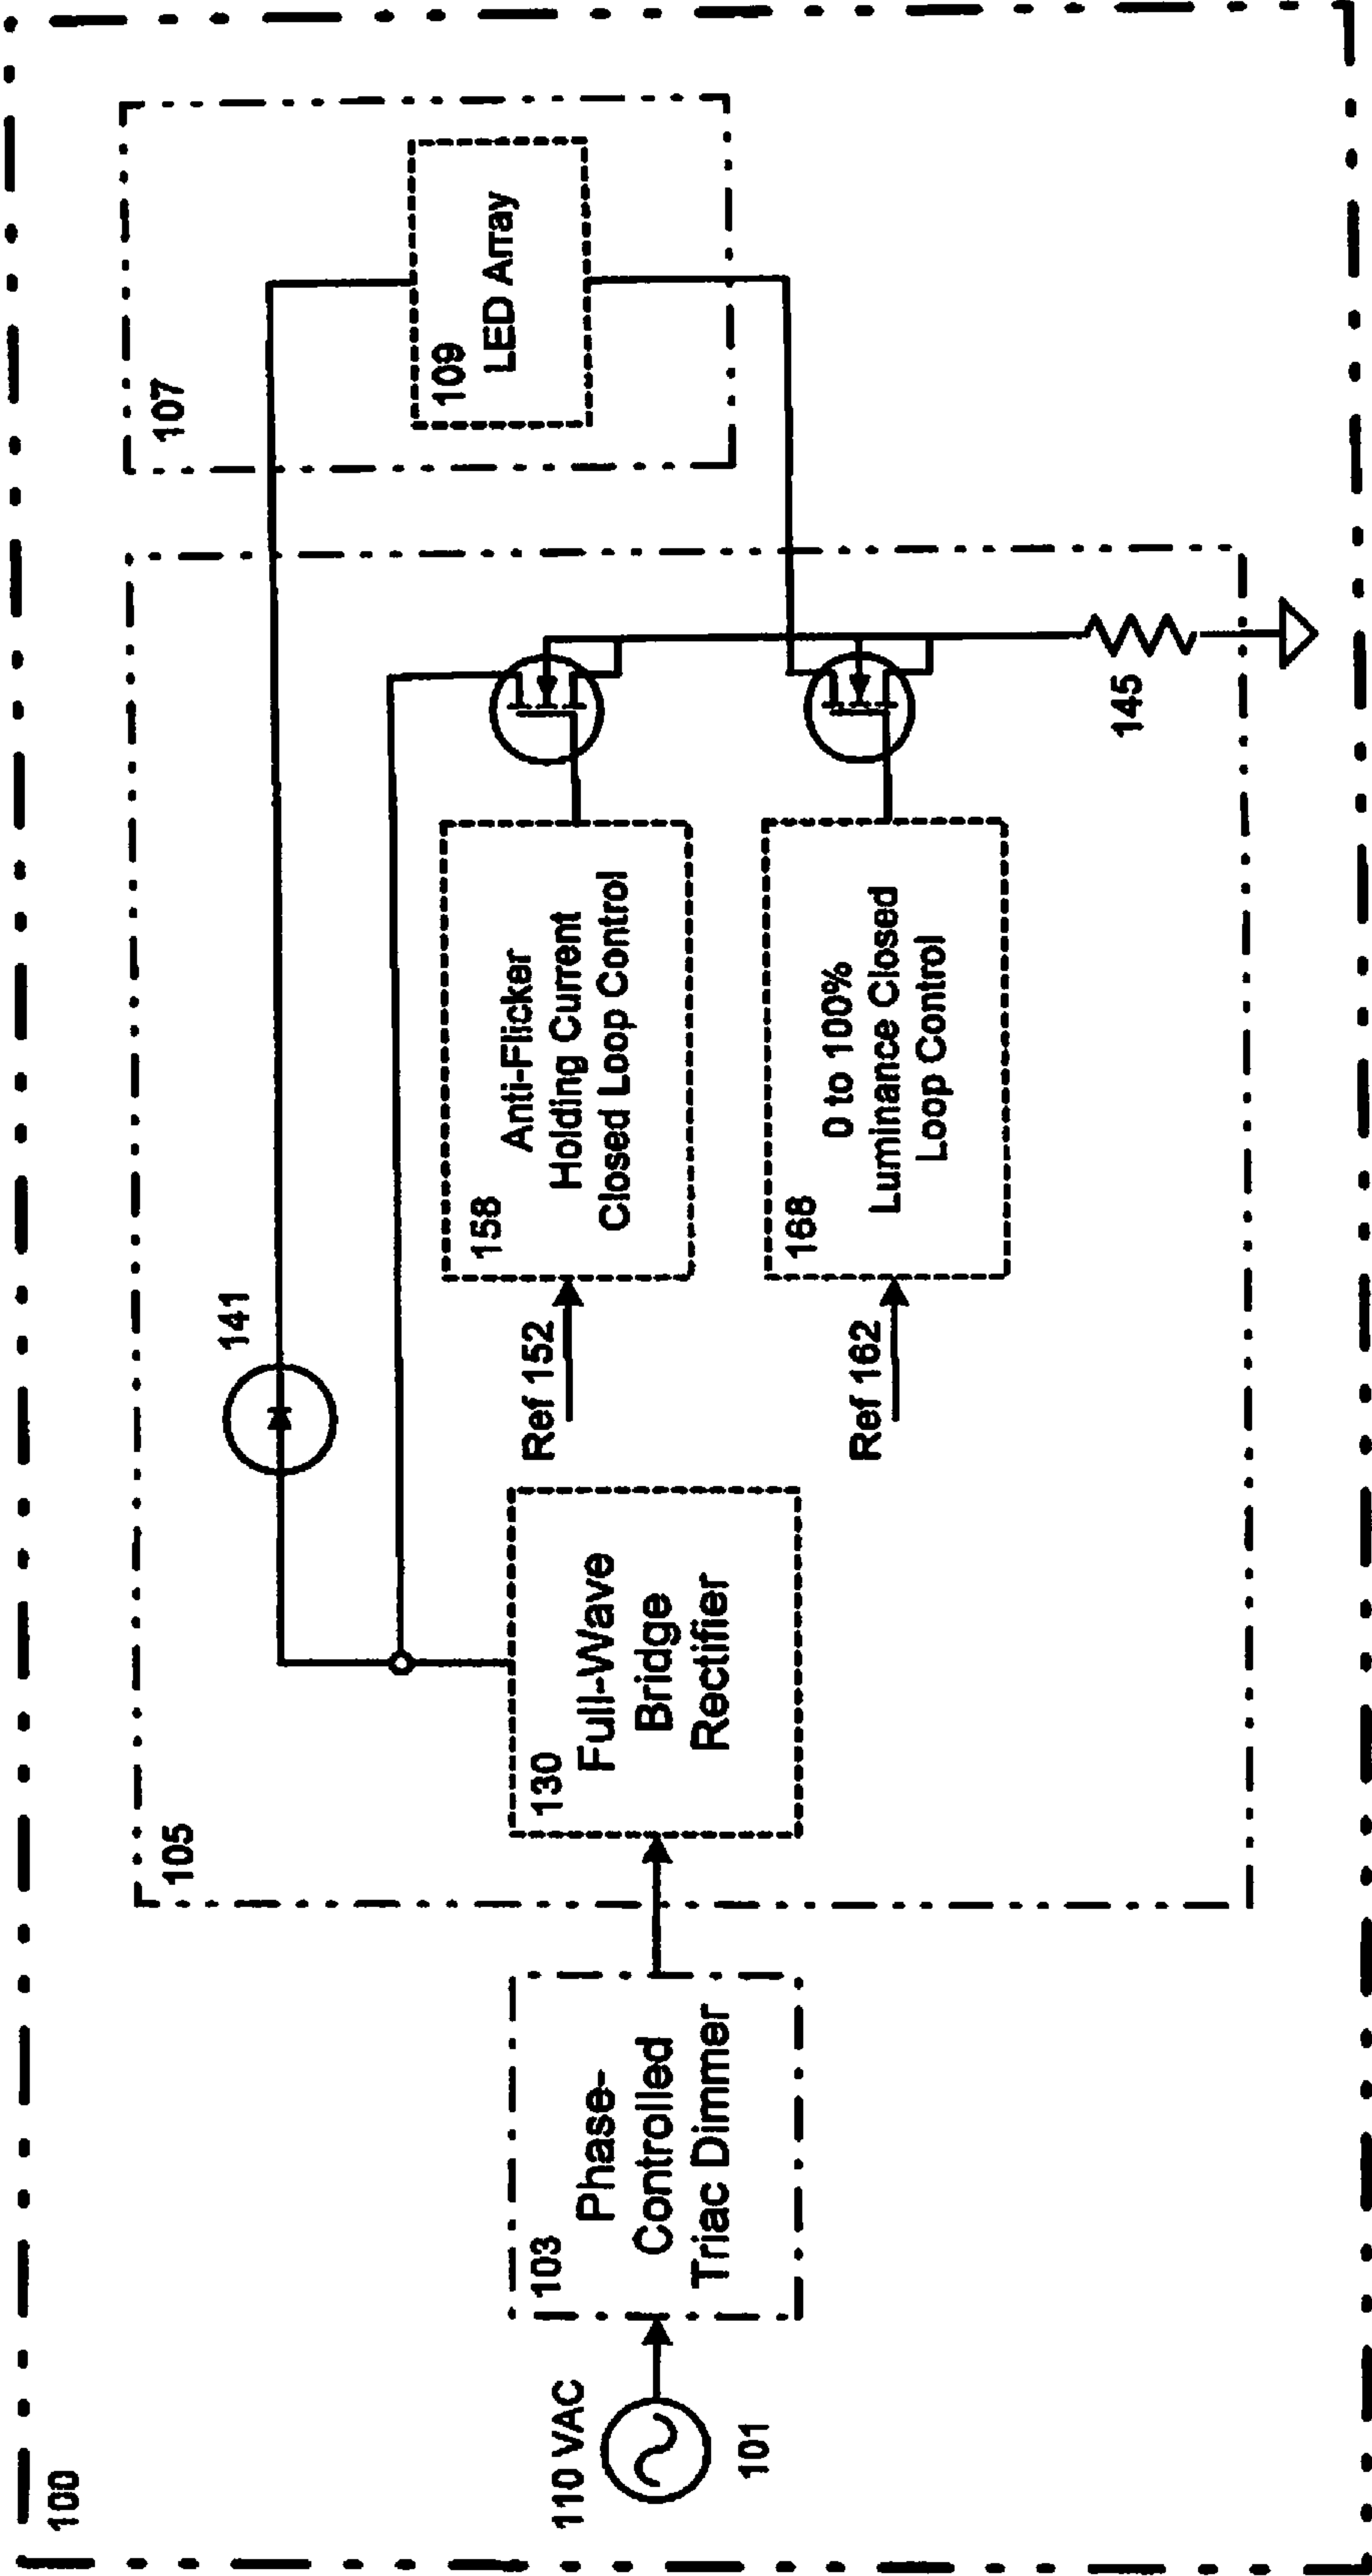 100
110 VAC
101
103
Phase-
Controlled
Triac Dimmer
105
130
Full-Wave
Bridge
Rectifier
141
Ref 152
158
Anti-Flicker
Holding Current
Closed Loop Control
Ref 162
168
0 to 100%
Luminance Closed
Loop Control
145
107
109
LED Array